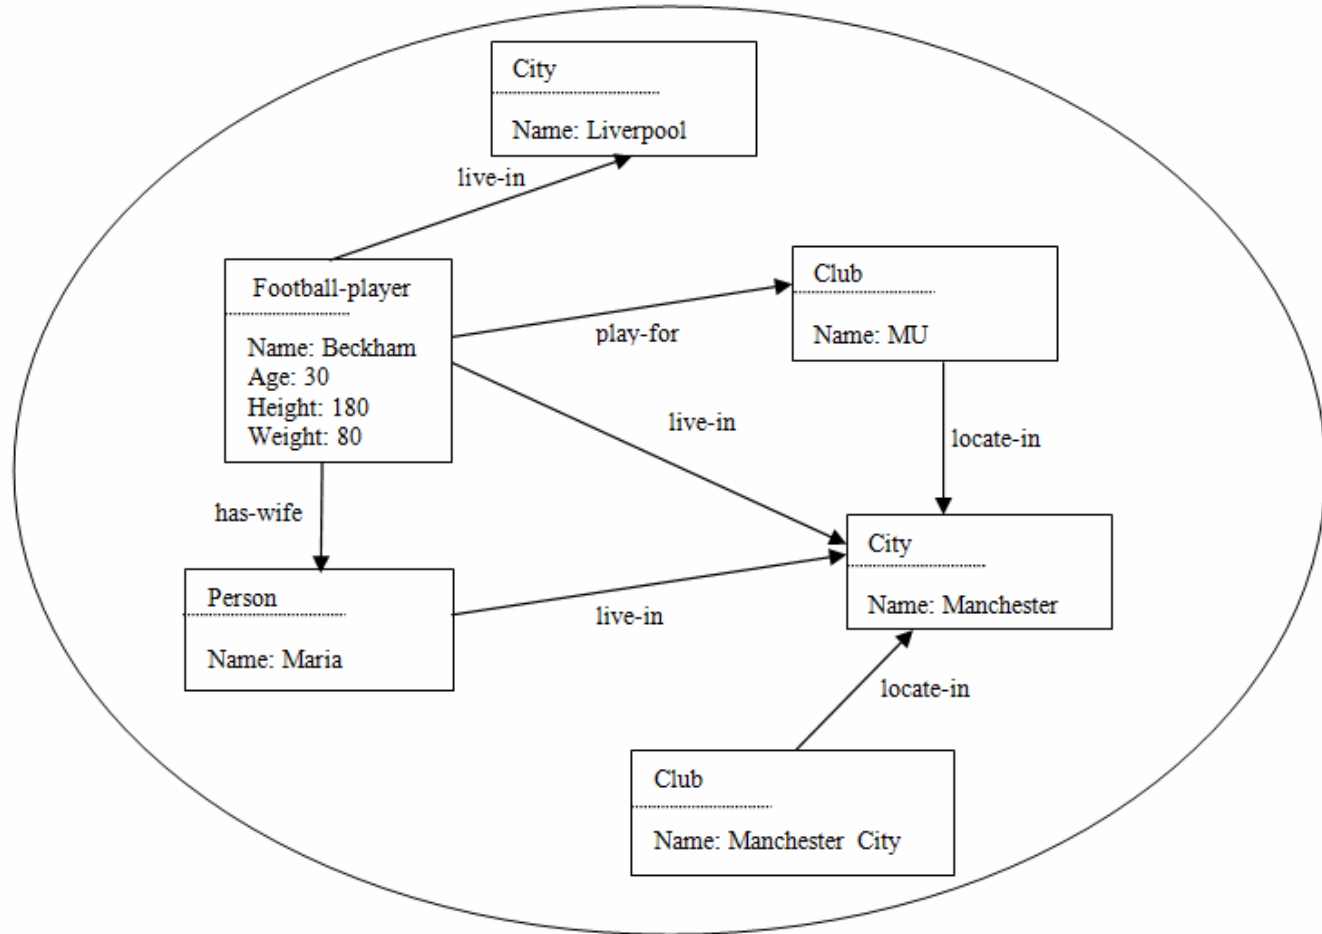 City
Name: Liverpool
live-in
Football-player
Name: Beckham
Age: 30
Height: 180
Weight: 80
play-for
Club
Name: MU
live-in
locate-in
has-wife
City
Name: Manchester
Person
Name: Maria
live-in
locate-in
Club
Name: Manchester City